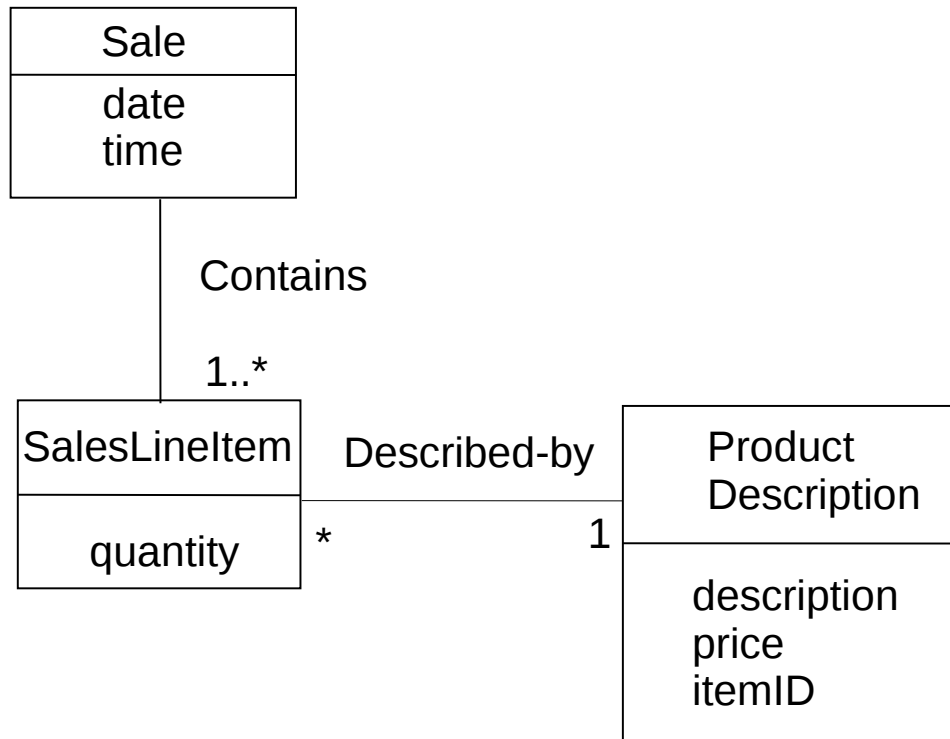 Sale
date
time
Contains
1..*
SalesLineItem
quantity
Described-by
*
1
Product
Description
description
price
itemID